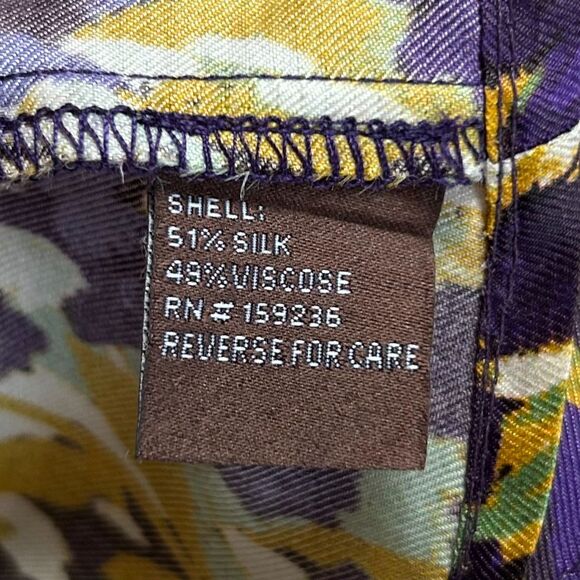 SHELL:
51% SILK
49% VISCOSE
RN # 159236
REVERSE FOR CARE